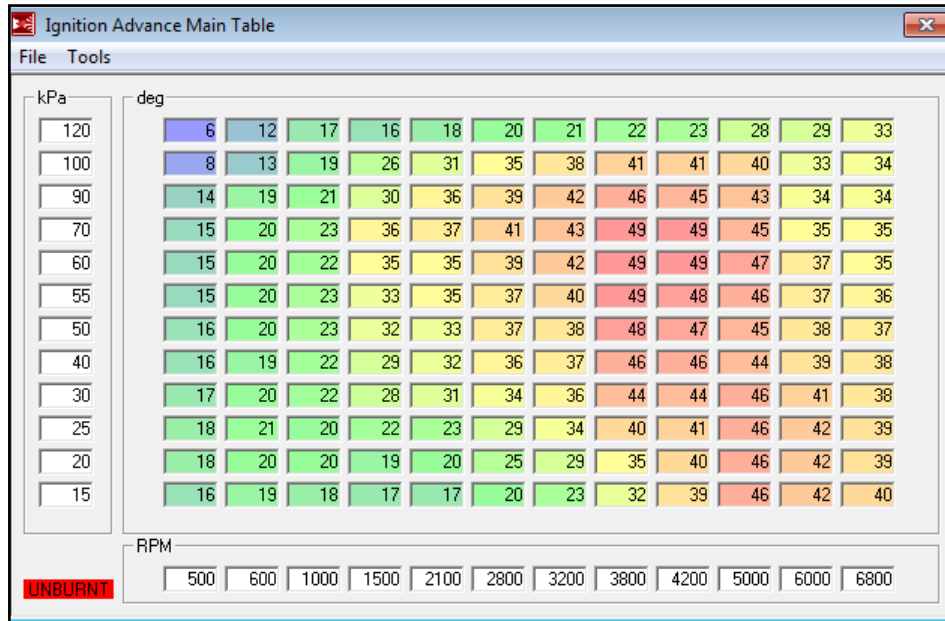 Ignition Advance Main Table
File Tools
kPa deg
120 6 12 17 16 18 20 21 22 23 28 29 33
100 8 13 19 26 31 35 38 41 41 40 33 34
90 14 19 21 30 36 39 42 46 45 43 34 34
70 15 20 23 36 37 41 43 49 49 45 35 35
60 15 20 22 35 35 39 42 49 49 47 37 35
55 15 20 23 33 35 37 40 49 48 46 37 36
50 16 20 23 32 33 37 38 48 47 45 38 37
40 16 19 22 29 32 36 37 46 46 44 39 38
30 17 20 22 28 31 34 36 44 44 46 41 38
25 18 21 20 22 23 29 34 40 41 46 42 39
20 18 20 20 19 20 25 29 35 40 46 42 39
15 16 19 18 17 17 20 23 32 39 46 42 40
RPM
UNBURNT 500 600 1000 1500 2100 2800 3200 3800 4200 5000 6000 6800